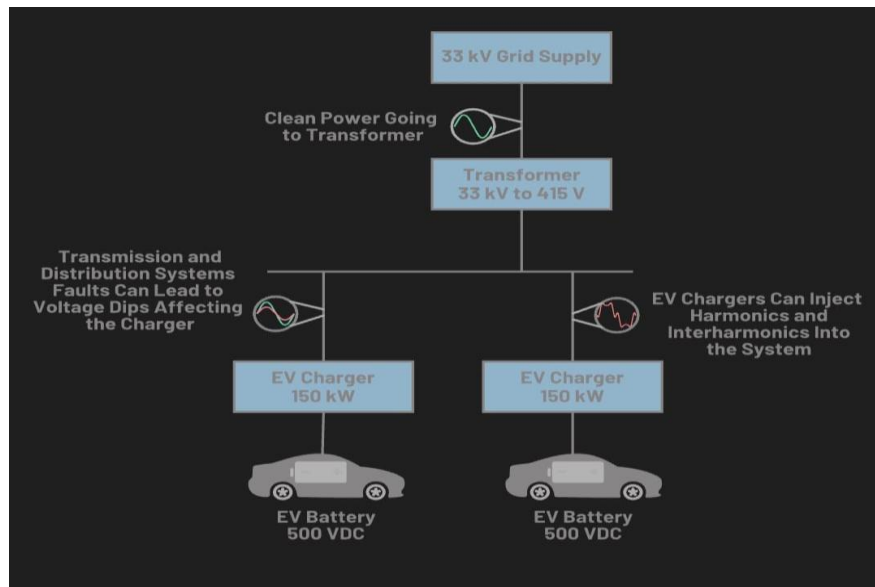 33 kV Grid Supply
Clean Power Going
to Transformer
Transformer
33 kV to 415 V
Transmission and
Distribution Systems
Faults Can Lead to
Voltage Dips Affecting
the Charger
EV Chargers Can Inject
Harmonics and
Interharmonics Into
the System
EV Charger
150 kW
EV Charger
150 kW
EV Battery
500 VDC
EV Battery
500 VDC